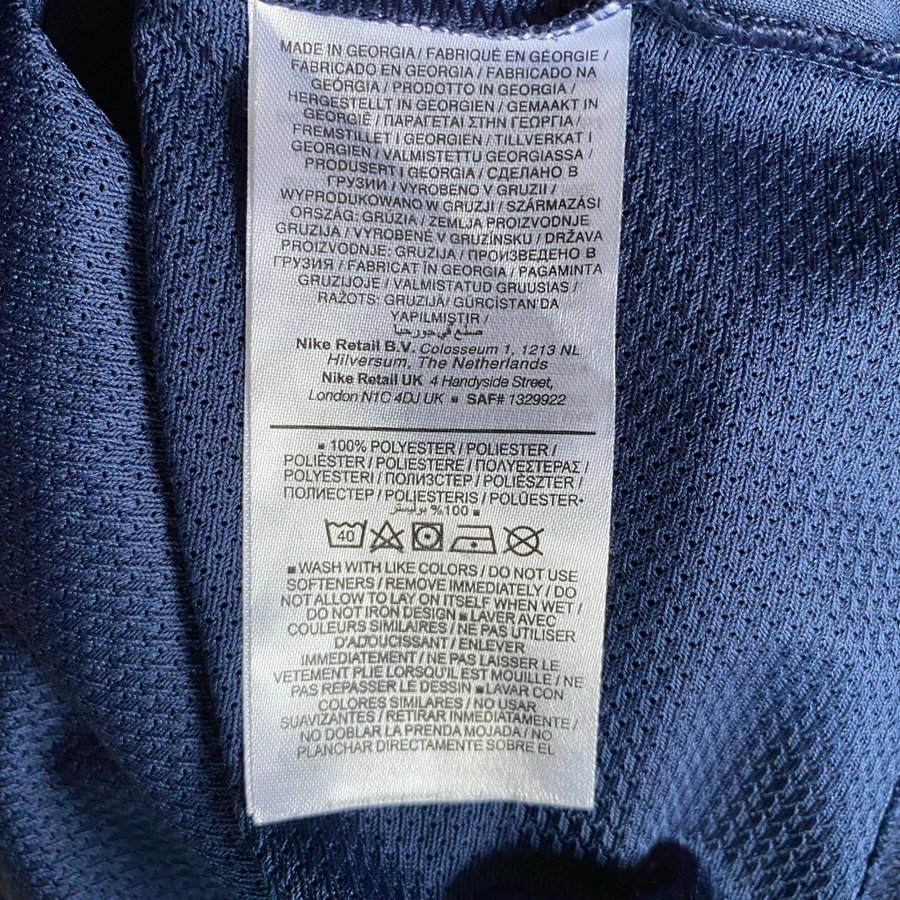 MADE IN GEORGIA / FABRIQUÉ EN GÉORGIE /
FABRICADO EN GEORGIA / FABRICADO NA
GEÓRGIA / PRODOTTO IN GEORGIA /
HERGESTELLT IN GEORGIEN / GEMAAKT IN
GEORGIË / ΠΑΡΑΓΕΤΑΙ ΣΤΗΝ ΓΕΩΡΓΙΑ /
FREMSTILLET I GEORGIEN / TILLVERKAT I
GEORGIEN / VALMISTETTU GEORGIASSA /
PRODUSERT I GEORGIA / СДЕЛАНО В
ГРУЗИИ / VYROBENO V GRUZII /
WYPRODUKOWANO W GRUZJI / SZÁRMAZÁSI
ORSZÁG: GRÚZIA / ZEMLJA PROIZVODNJE
GRUZIJA / VYROBENÉ V GRUZÍNSKU / DRŽAVA
PROIZVODNJE: GRUZIJA / ПРОИЗВЕДЕНО В
ГРУЗИЯ / FABRICAT IN GEORGIA / PAGAMINTA
GRUZIJOJE / VALMISTATUD GRUUSIAS /
RAŽOTS: GRUZIJĀ / GÜRCİSTAN'DA
YAPILMIŞTIR /
صنع في جورجيا
Nike Retail B.V. Colosseum 1, 1213 NL
Hilversum, The Netherlands
Nike Retail UK 4 Handyside Street,
London N1C 4DJ UK ■ SAF# 1329922
■ 100% POLYESTER / POLIESTER /
POLIÉSTER / POLIESTERE / ΠΟΛΥΕΣΤΕΡΑΣ /
POLYESTERI / ПОЛИЭСТЕР / POLIÉSZTER /
ПОЛИЕСТЕР / POLIESTERIS / POLÜESTER
■ %100 بوليستر
40
■ WASH WITH LIKE COLORS / DO NOT USE
SOFTENERS / REMOVE IMMEDIATELY / DO
NOT ALLOW TO LAY ON ITSELF WHEN WET /
DO NOT IRON DESIGN ■ LAVER AVEC
COULEURS SIMILAIRES / NE PAS UTILISER
D'ADOUCISSANT / ENLEVER
IMMÉDIATEMENT / NE PAS LAISSER LE
VETEMENT PLIE LORSQU'IL EST MOUILLE / NE
PAS REPASSER LE DESSIN ■ LAVAR CON
COLORES SIMILARES / NO USAR
SUAVIZANTES / RETIRAR INMEDIATAMENTE /
NO DOBLAR LA PRENDA MOJADA / NO
PLANCHAR DIRECTAMENTE SOBRE EL